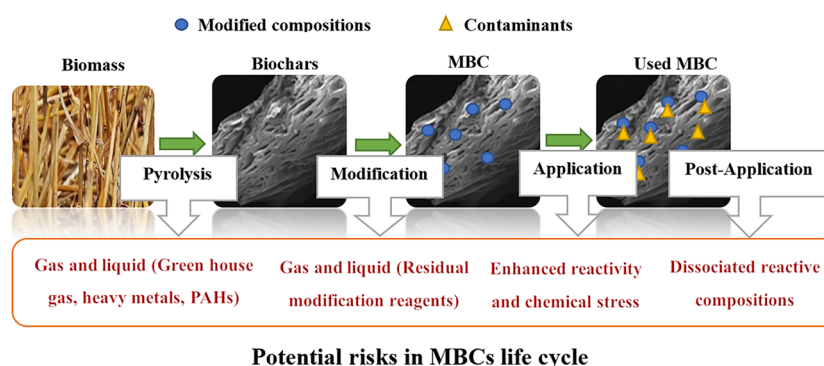 Modified compositions
Contaminants
Biomass
Biochars
MBC
Used MBC
Pyrolysis
Modification
Application
Post-Application
Gas and liquid (Green house
gas, heavy metals, PAHs)
Gas and liquid (Residual
modification reagents)
Enhanced reactivity
and chemical stress
Dissociated reactive
compositions
Potential risks in MBCs life cycle